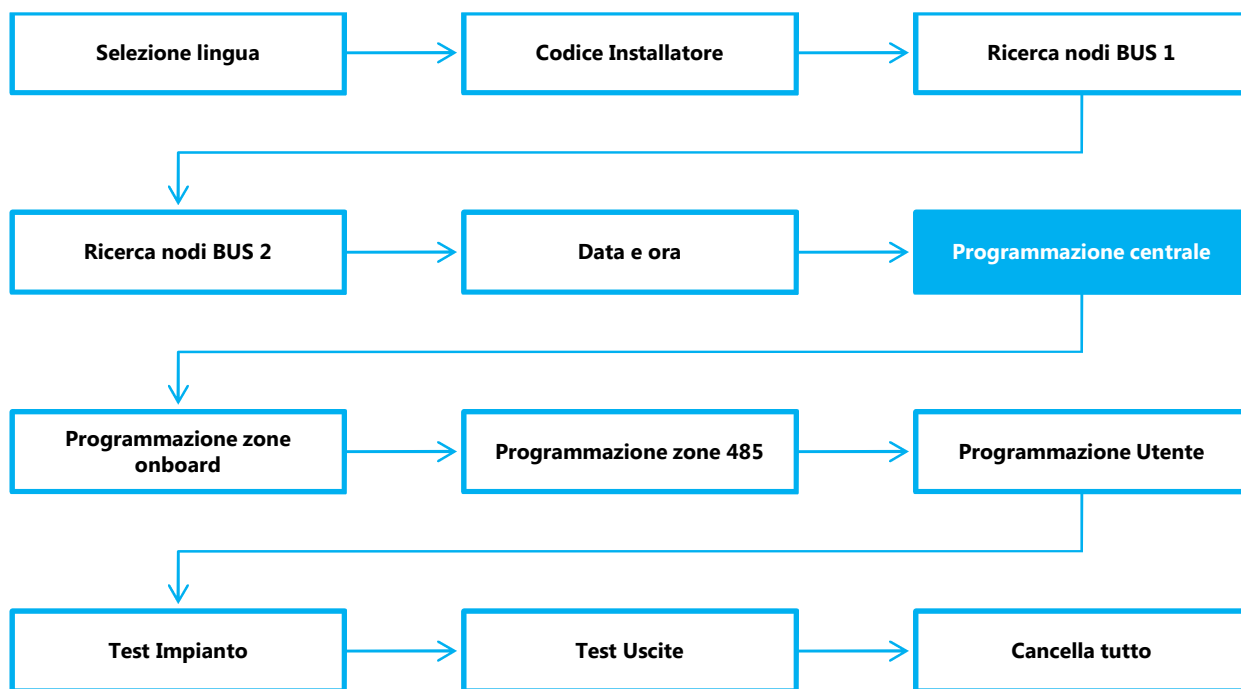 Selezione lingua
Codice Installatore
Ricerca nodi BUS 1
Ricerca nodi BUS 2
Data e ora
Programmazione centrale
Programmazione zone
onboard
Programmazione zone 485
Programmazione Utente
Test Impianto
Test Uscite
Cancella tutto